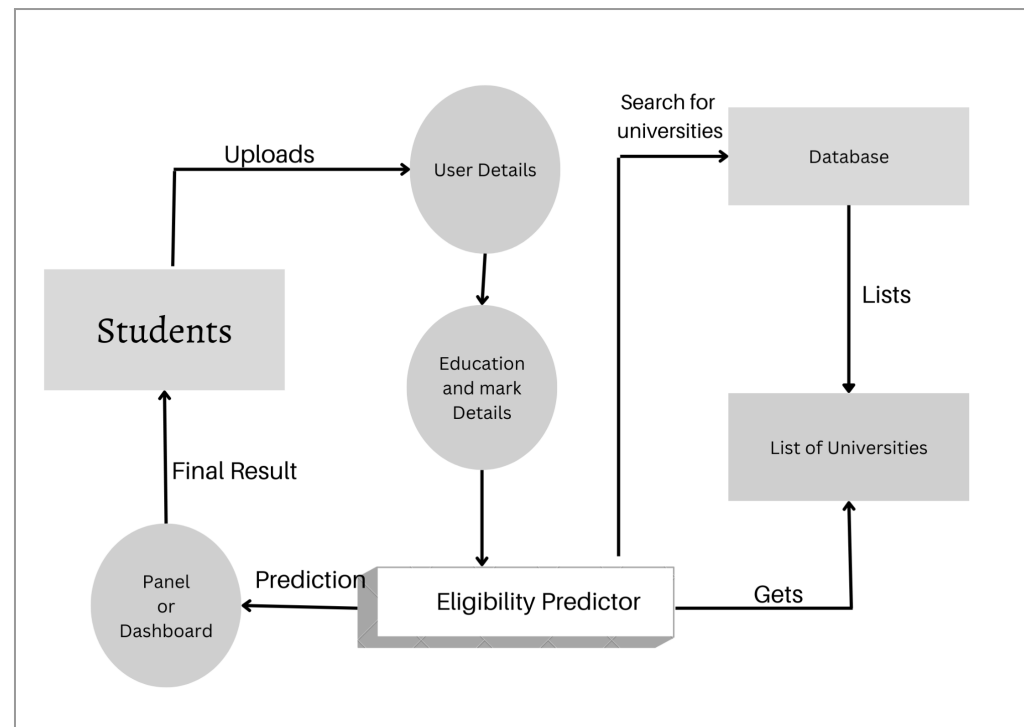 Search for
universities
Uploads
User Details
Database
Students
Education
and mark
Details
Lists
List of Universities
Final Result
Panel
or
Dashboard
Prediction
Eligibility Predictor
Gets